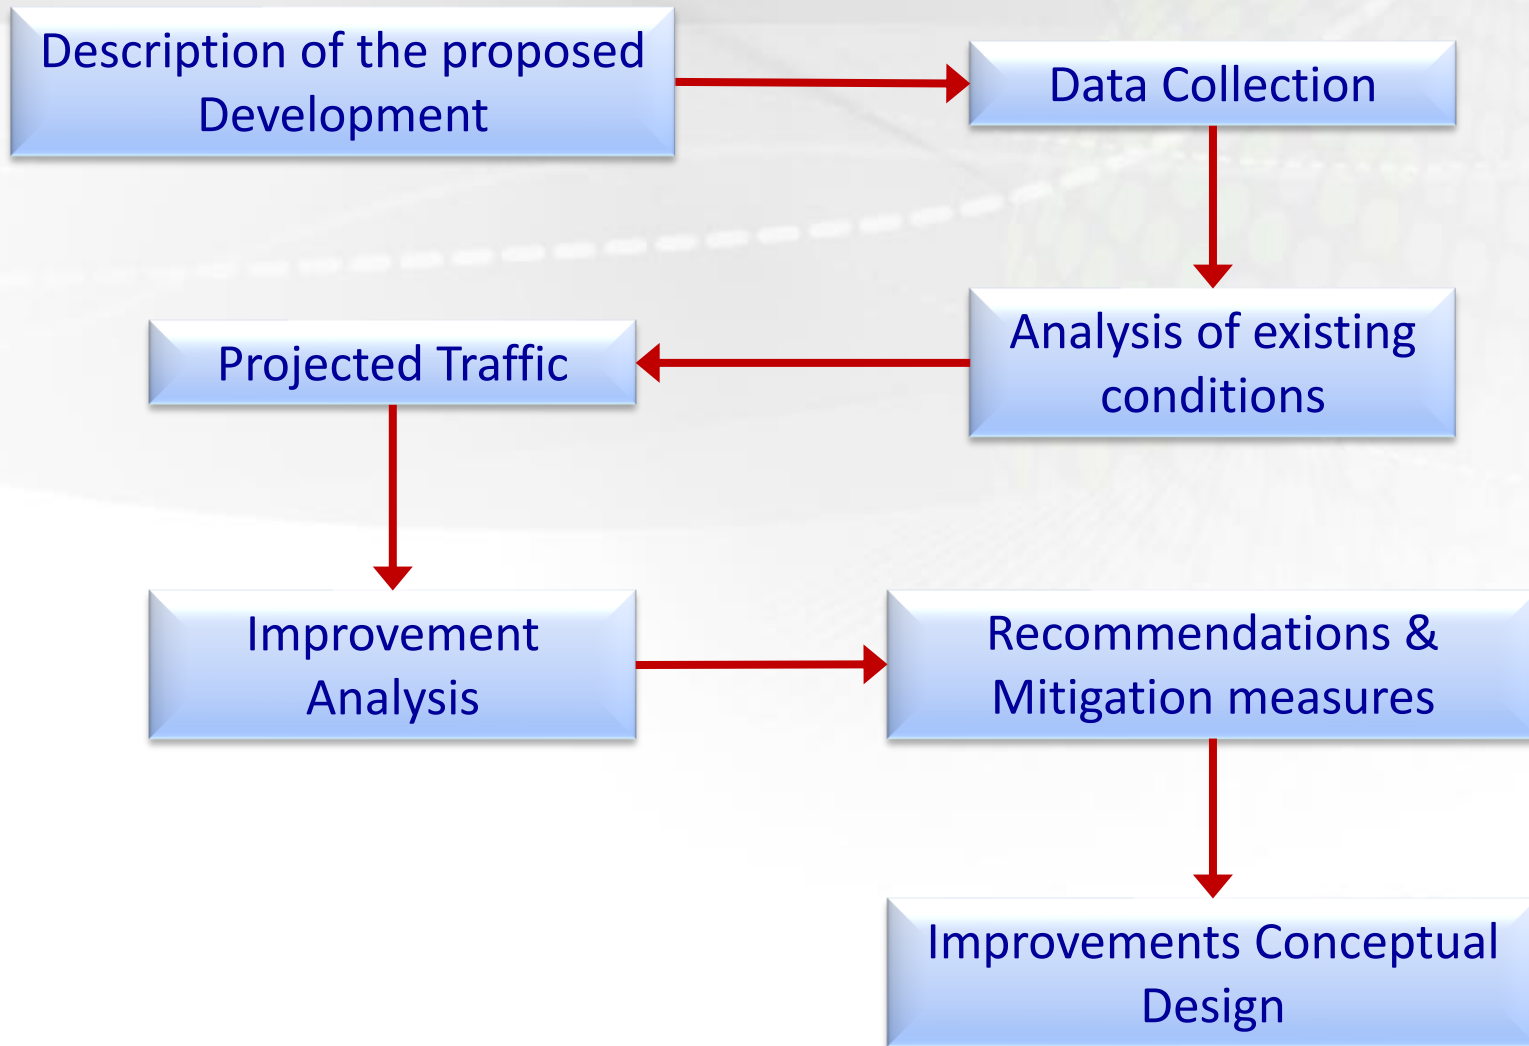 Description of the proposed
Development
Data Collection
Analysis of existing
conditions
Projected Traffic
Improvement
Analysis
Recommendations &
Mitigation measures
Improvements Conceptual
Design